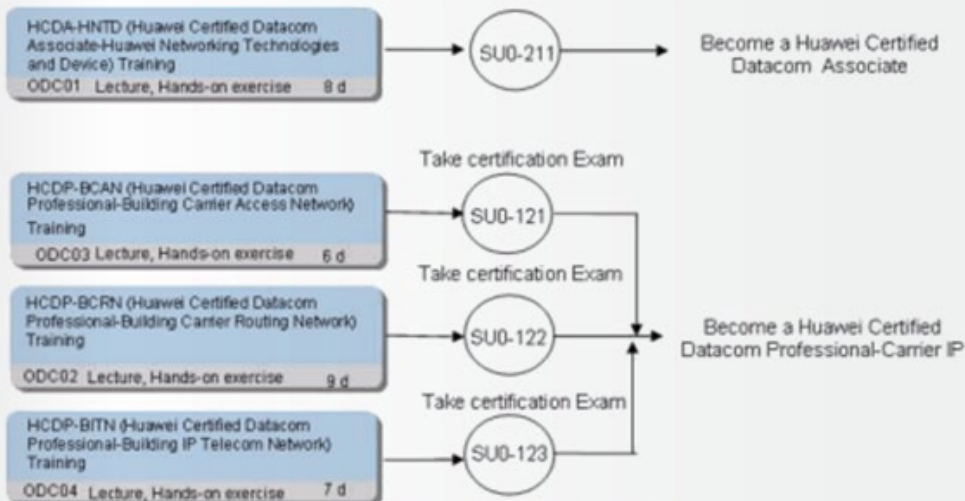 HCDA-HNTD (Huawei Certified Datacom
Associate-Huawei Networking Technologies
and Device) Training
ODC01 Lecture, Hands-on exercise 8 d
SU0-211
Become a Huawei Certified
Datacom Associate
Take certification Exam
HCDP-BCAN (Huawei Certified Datacom
Professional-Building Carrier Access Network)
Training
ODC03 Lecture, Hands-on exercise 6 d
SU0-121
Take certification Exam
HCDP-BCRN (Huawei Certified Datacom
Professional-Building Carrier Routing Network)
Training
ODC02 Lecture, Hands-on exercise 9 d
SU0-122
Become a Huawei Certified
Datacom Professional-Carrier IP
Take certification Exam
HCDP-BITN (Huawei Certified Datacom
Professional-Building IP Telecom Network)
Training
ODC04 Lecture, Hands-on exercise 7 d
SU0-123